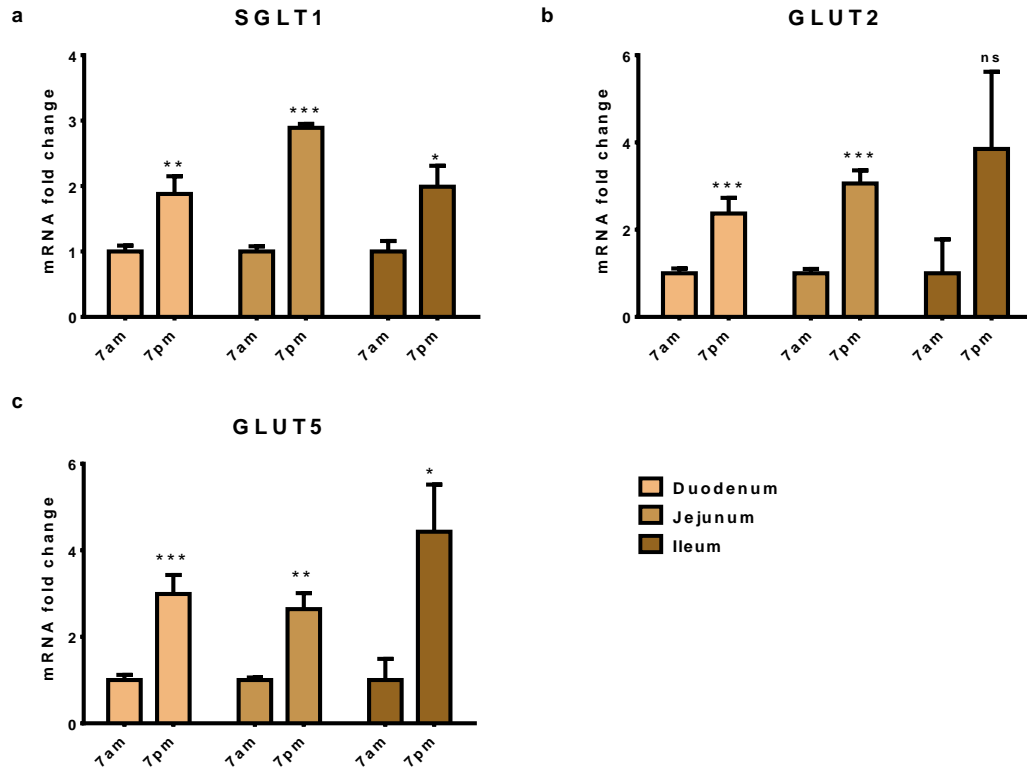 a
SGLT1
mRNA fold change
4
3
2
1
0
**
***
*
7am
7pm
7am
7pm
7am
7pm
b
GLUT2
mRNA fold change
6
4
2
0
***
***
ns
7am
7pm
7am
7pm
7am
7pm
c
GLUT5
mRNA fold change
6
4
2
0
***
**
*
7am
7pm
7am
7pm
7am
7pm
Duodenum
Jejunum
Ileum